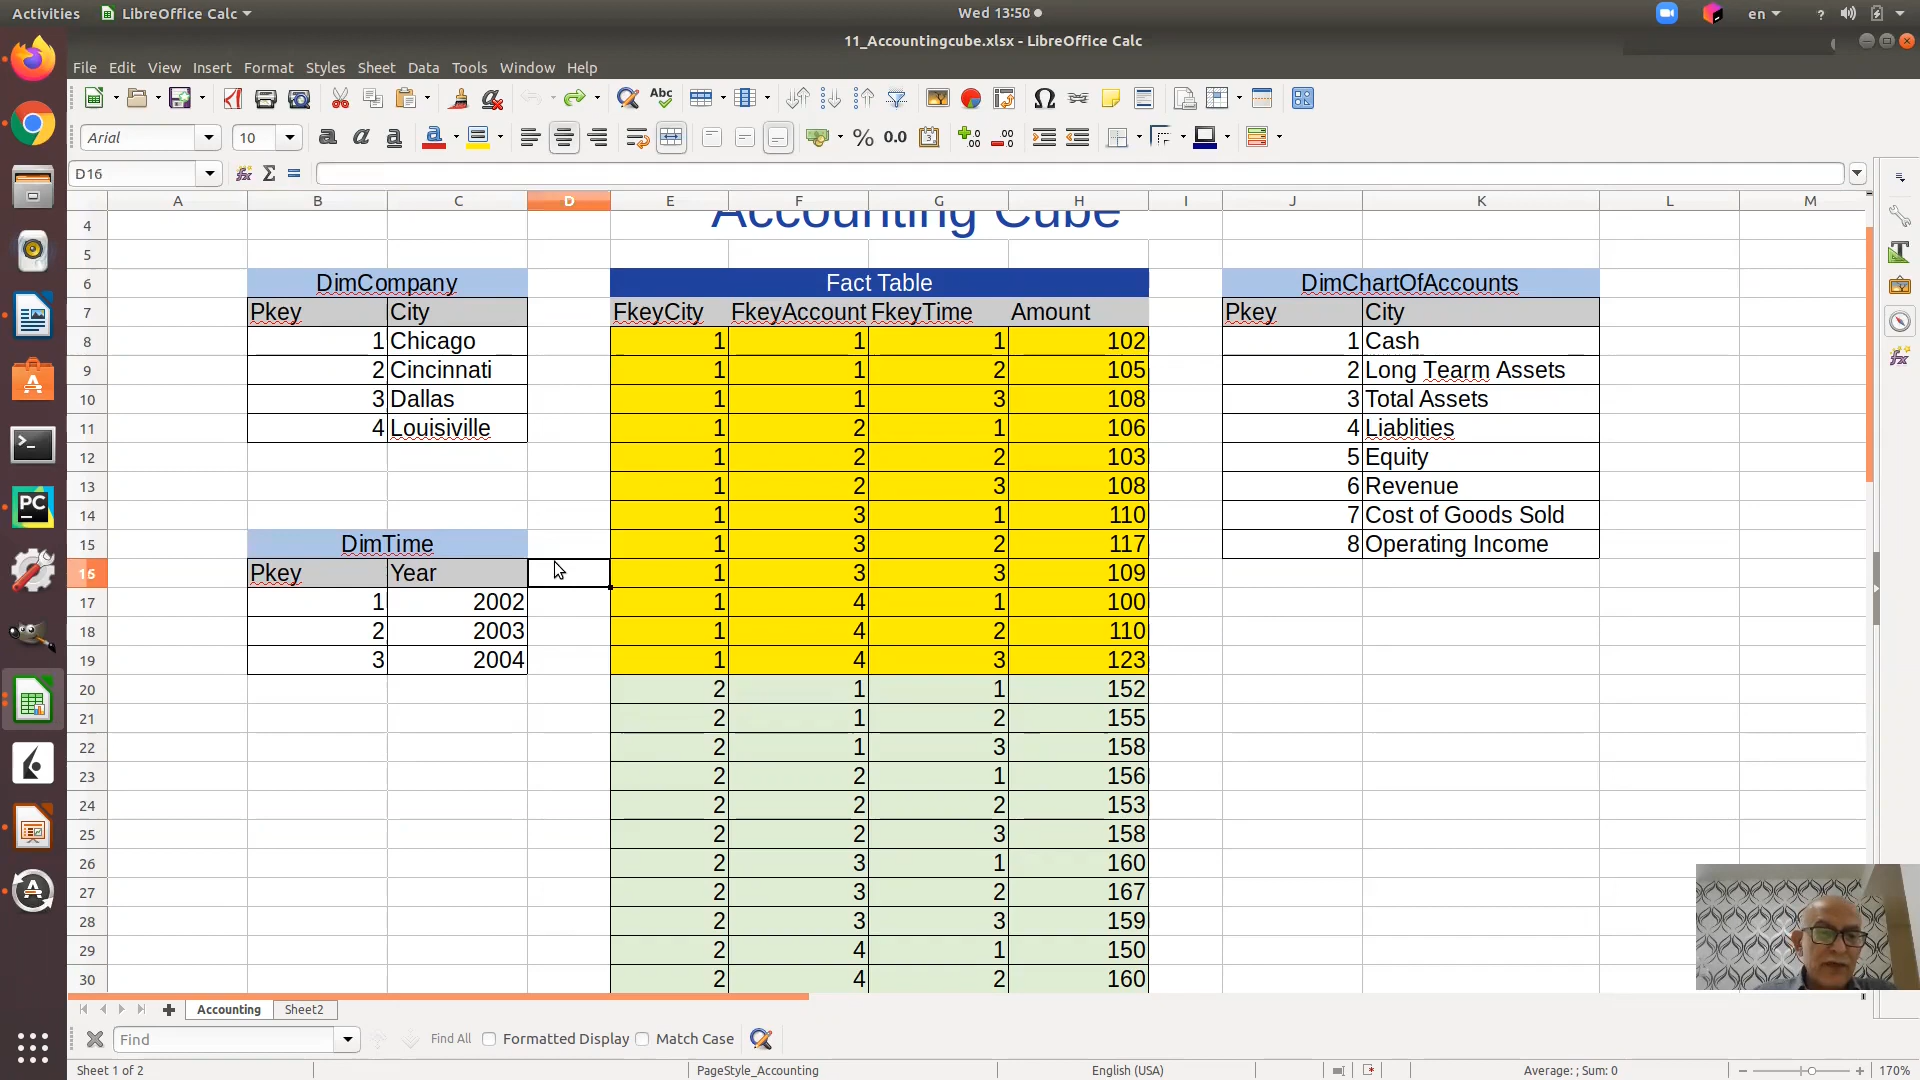 Activities LibreOffice Calc Wed 13:50 en
11_Accountingcube.xlsx - LibreOffice Calc
File Edit View Insert Format Styles Sheet Data Tools Window Help
Arial 10
D16
A B C D E F G H I J K L M
4 Accounting Cube
5
6 DimCompany Fact Table DimChartOfAccounts
7 Pkey City FkeyCity FkeyAccount FkeyTime Amount Pkey City
8 1 Chicago 1 1 1 102 1 Cash
9 2 Cincinnati 1 1 2 105 2 Long Tearm Assets
10 3 Dallas 1 1 3 108 3 Total Assets
11 4 Louisiville 1 2 1 106 4 Liablities
12 1 2 2 103 5 Equity
13 1 2 3 108 6 Revenue
14 1 3 1 110 7 Cost of Goods Sold
15 DimTime 1 3 2 117 8 Operating Income
16 Pkey Year 1 3 3 109
17 1 2002 1 4 1 100
18 2 2003 1 4 2 110
19 3 2004 1 4 3 123
20 2 1 1 152
21 2 1 2 155
22 2 1 3 158
23 2 2 1 156
24 2 2 2 153
25 2 2 3 158
26 2 3 1 160
27 2 3 2 167
28 2 3 3 159
29 2 4 1 150
30 2 4 2 160
Accounting Sheet2
Find Find All Formatted Display Match Case
Sheet 1 of 2 PageStyle_Accounting English (USA) Average: ; Sum: 0 170%